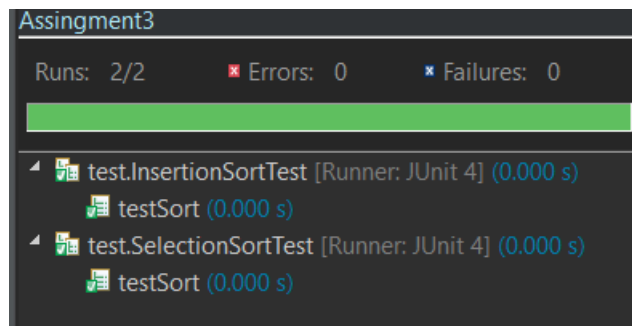 Assingment3
Runs: 2/2 Errors: 0 Failures: 0
test.InsertionSortTest [Runner: JUnit 4] (0.000 s)
testSort (0.000 s)
test.SelectionSortTest [Runner: JUnit 4] (0.000 s)
testSort (0.000 s)